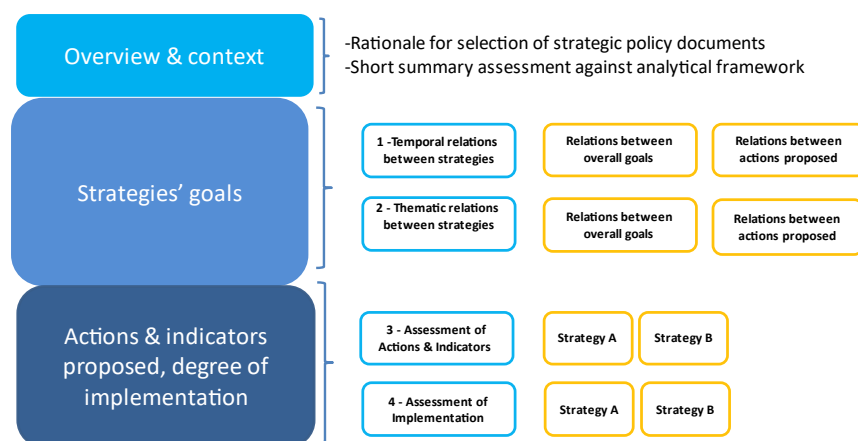 Overview & context
-Rationale for selection of strategic policy documents
-Short summary assessment against analytical framework
Strategies' goals
1 -Temporal relations
between strategies
Relations between
overall goals
Relations between
actions proposed
2 - Thematic relations
between strategies
Relations between
overall goals
Relations between
actions proposed
Actions & indicators
proposed, degree of
implementation
3 - Assessment of
Actions & Indicators
Strategy A
Strategy B
4 - Assessment of
Implementation
Strategy A
Strategy B